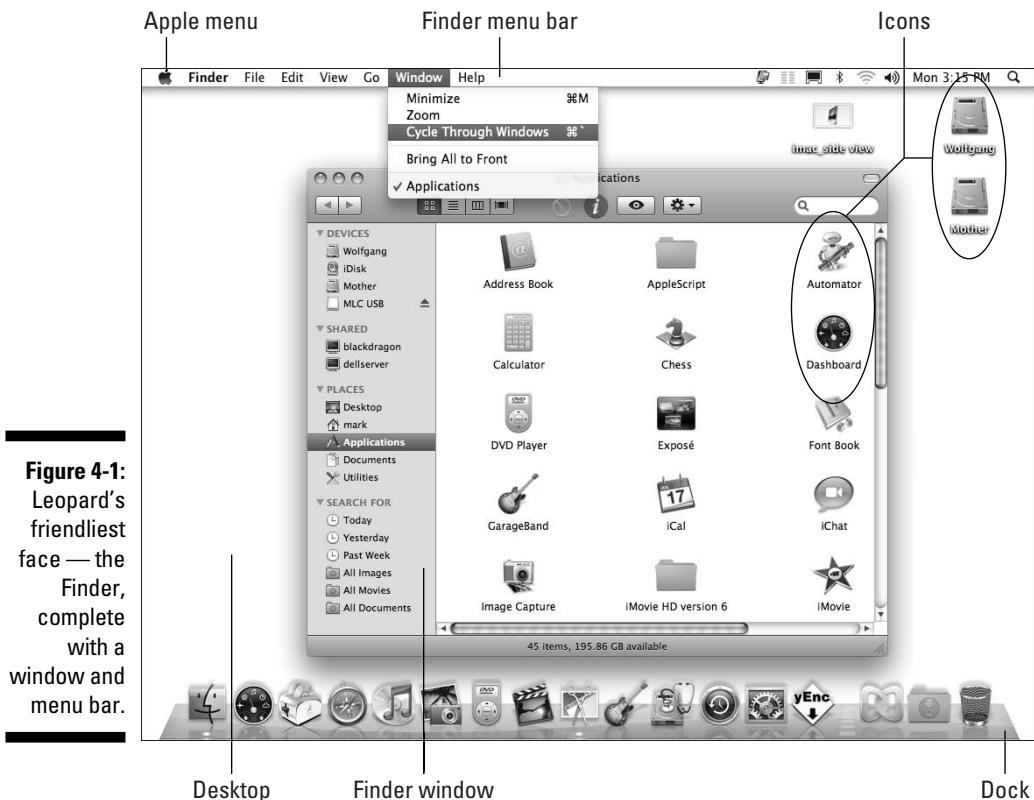 Apple menu
Finder menu bar
Icons
Finder File Edit View Go Window Help
Mon 3:15 PM
Minimize ⌘M
Zoom
Cycle Through Windows ⌘`
Bring All to Front
✓ Applications
imac_side view
Wolfgang
Mother
DEVICES
Wolfgang
iDisk
Mother
MLC USB
SHARED
blackdragon
dellserver
PLACES
Desktop
mark
Applications
Documents
Utilities
SEARCH FOR
Today
Yesterday
Past Week
All Images
All Movies
All Documents
Address Book
AppleScript
Automator
Calculator
Chess
Dashboard
DVD Player
Exposé
Font Book
17
GarageBand
iCal
iChat
Image Capture
iMovie HD version 6
iMovie
45 items, 195.86 GB available
DVD
yEnc
Figure 4-1:
Leopard's
friendliest
face — the
Finder,
complete
with a
window and
menu bar.
Desktop
Finder window
Dock